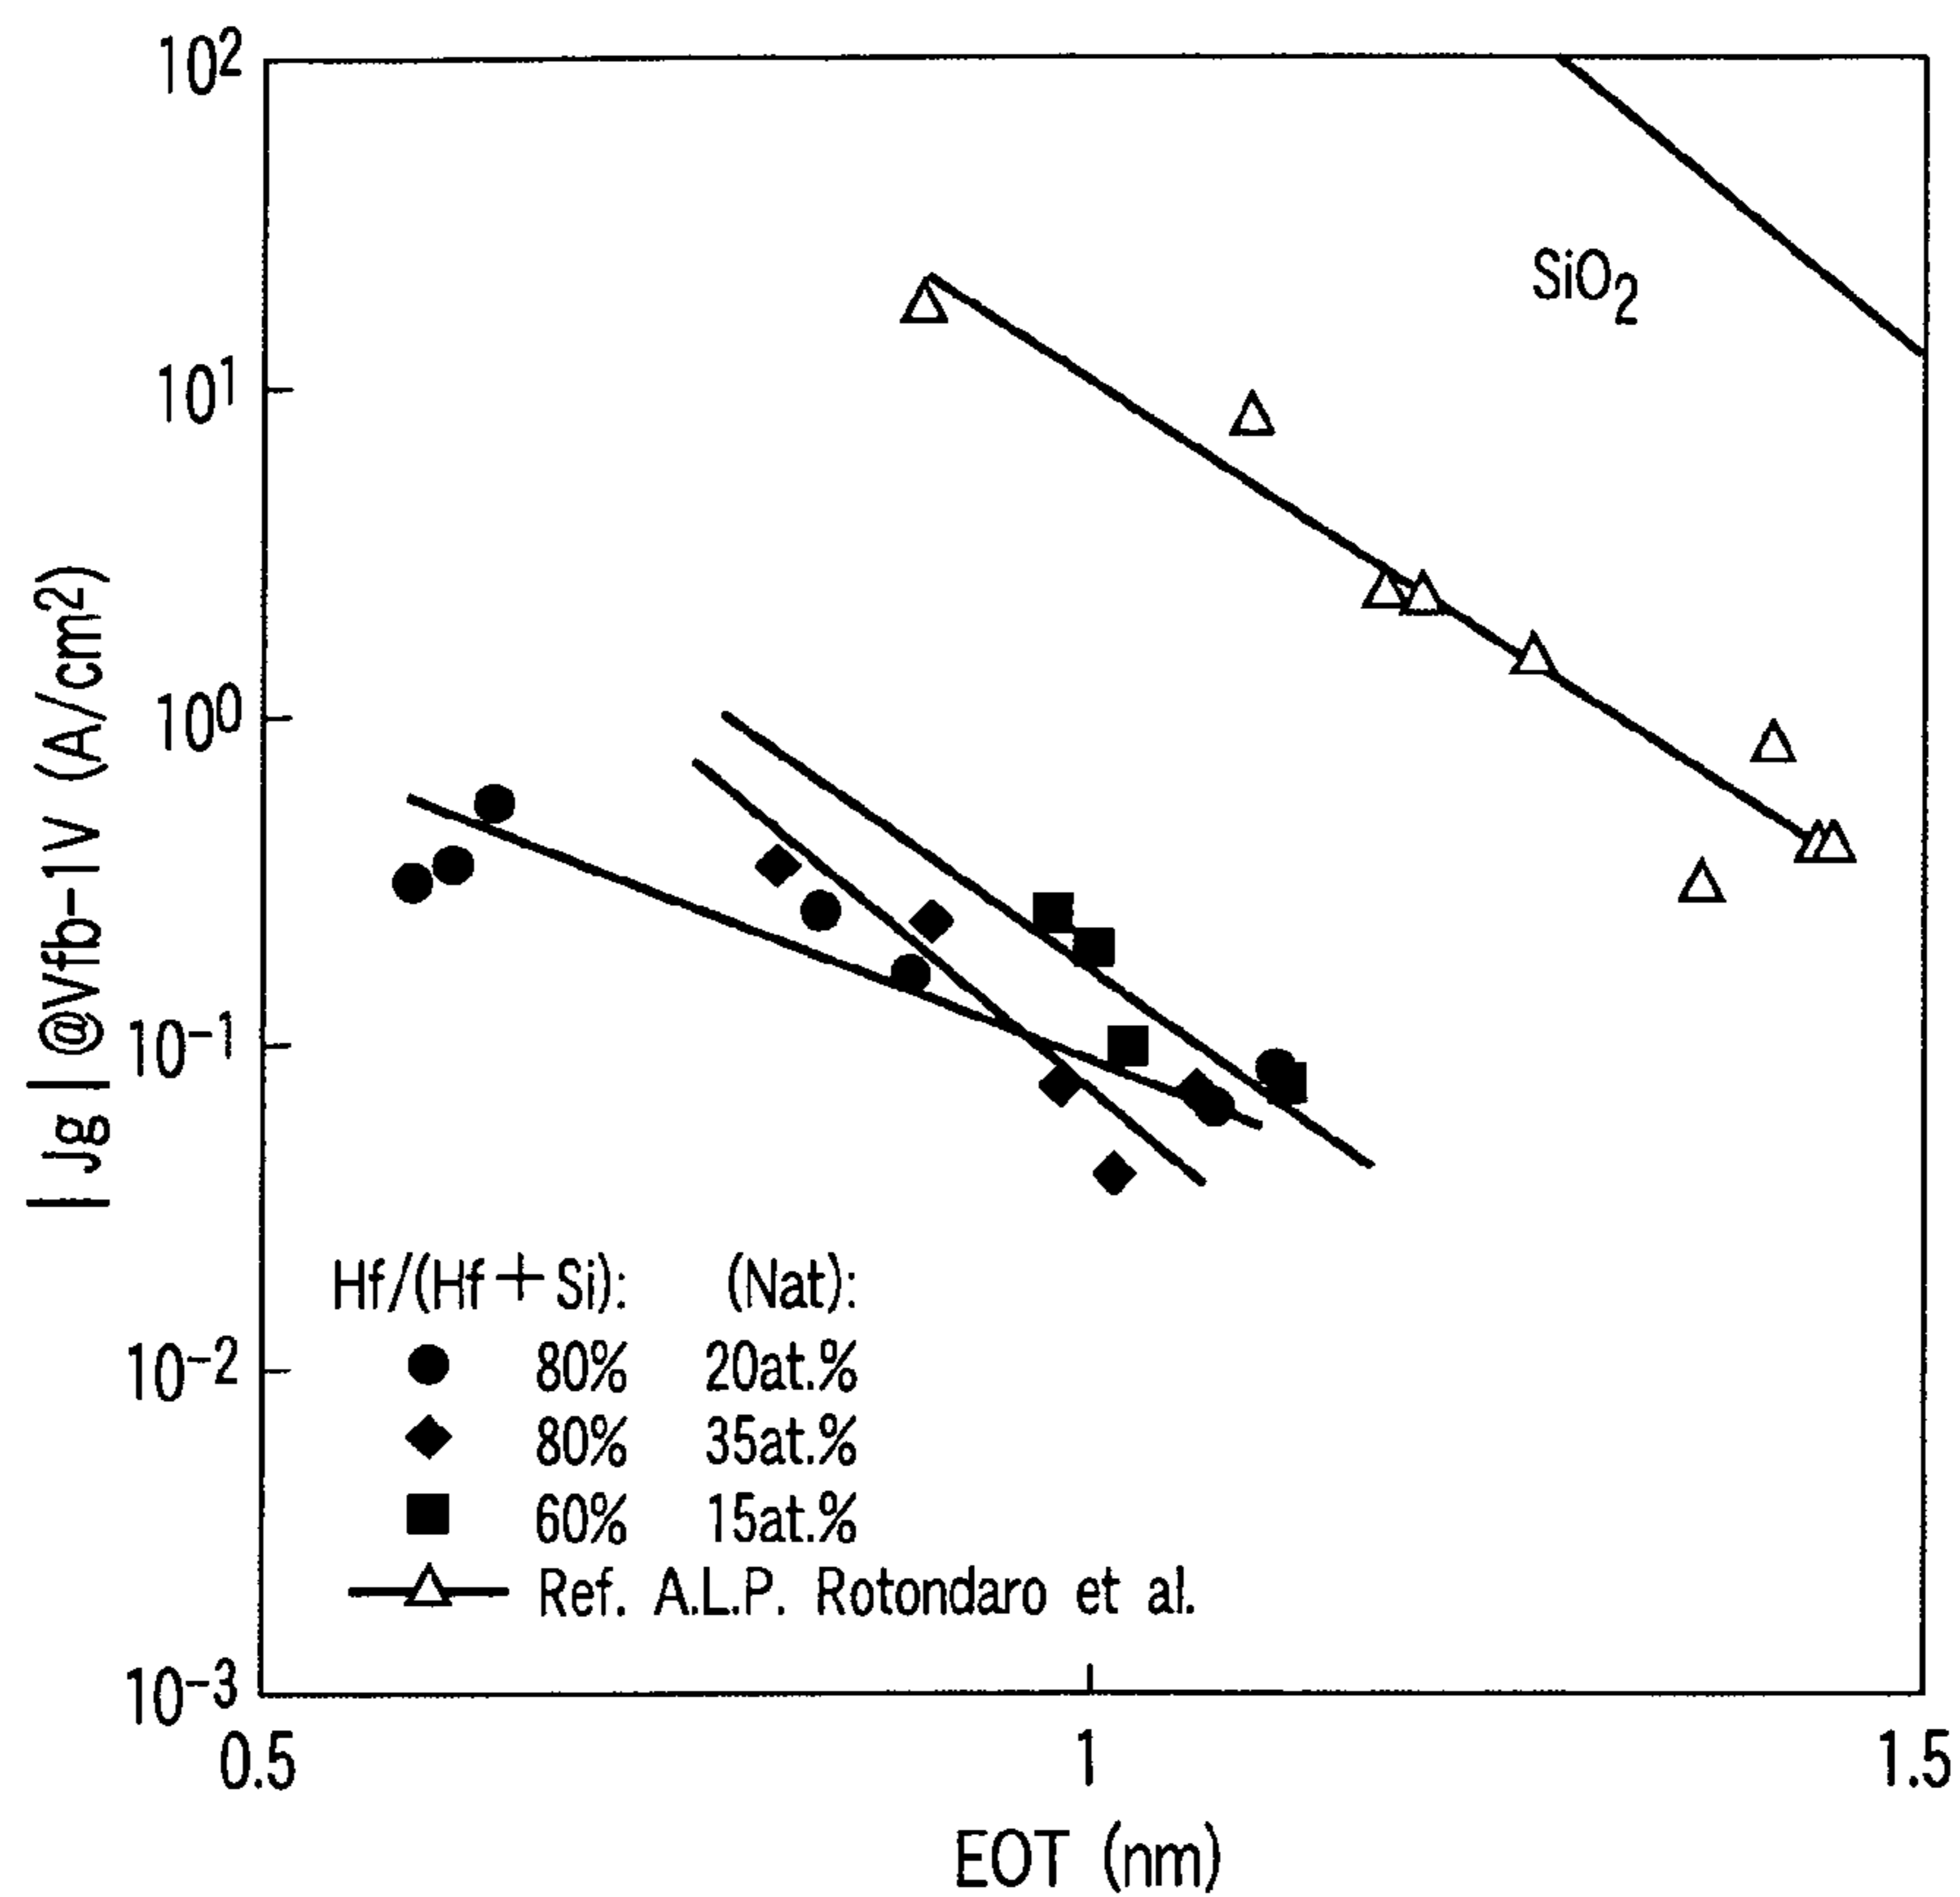 10²
10¹
10⁰
10⁻¹
10⁻²
10⁻³
|Jg|@Vfb-1V (A/cm²)
SiO₂
Hf/(Hf+Si): (Nat):
80% 20at.%
80% 35at.%
60% 15at.%
Ref. A.L.P. Rotondaro et al.
0.5 1 1.5
EOT (nm)